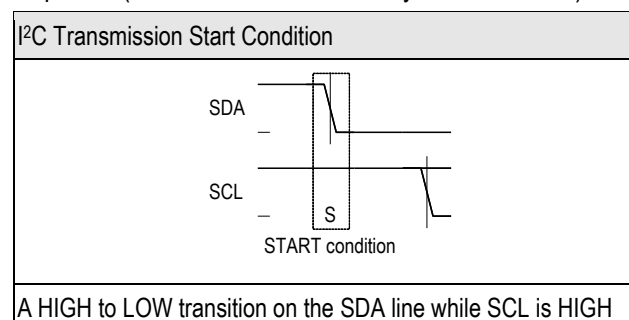 I²C Transmission Start Condition
SDA
SCL
S
START condition
A HIGH to LOW transition on the SDA line while SCL is HIGH